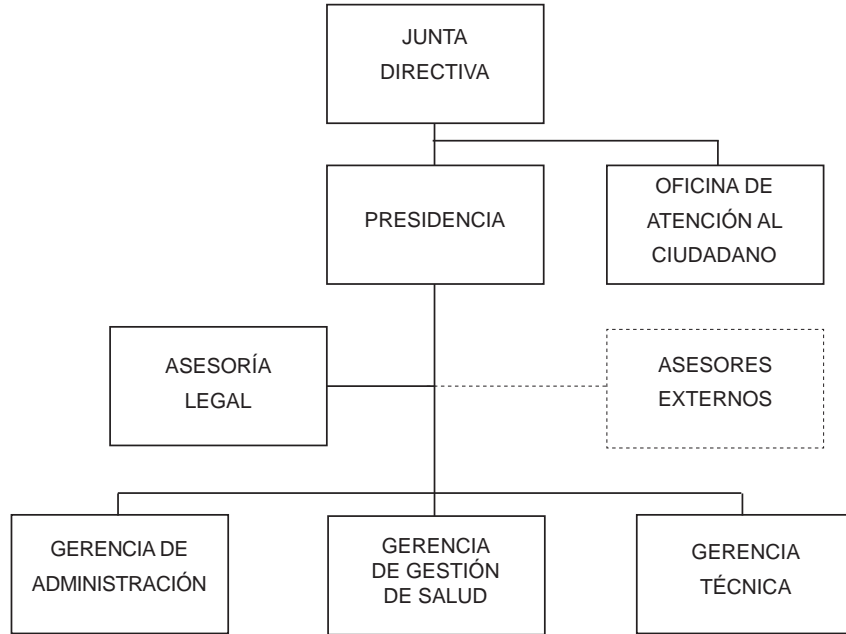 JUNTA
DIRECTIVA
PRESIDENCIA
OFICINA DE
ATENCIÓN AL
CIUDADANO
ASESORÍA
LEGAL
ASESORES
EXTERNOS
GERENCIA DE
ADMINISTRACIÓN
GERENCIA
DE GESTIÓN
DE SALUD
GERENCIA
TÉCNICA